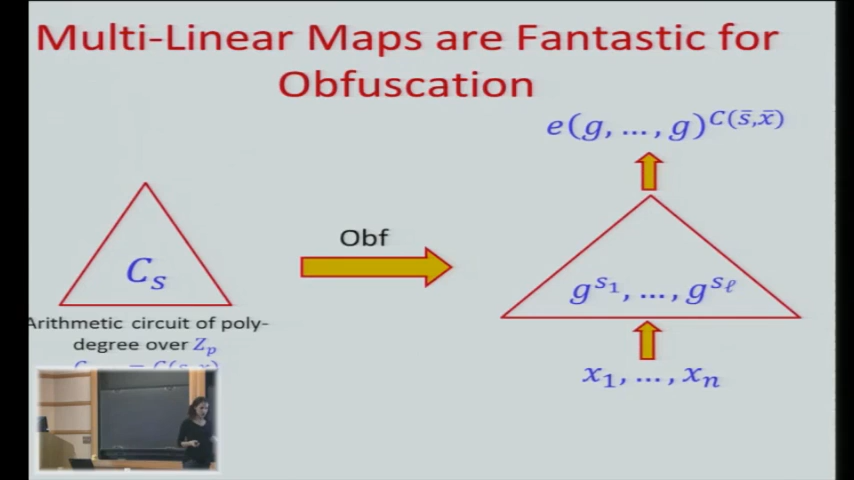 Multi-Linear Maps are Fantastic for
Obfuscation
e(g, …, g)^{C(s̄, x̄)}
Obf
C_s
g^{s_1}, …, g^{s_ℓ}
Arithmetic circuit of poly-
degree over Z_p
x_1, …, x_n